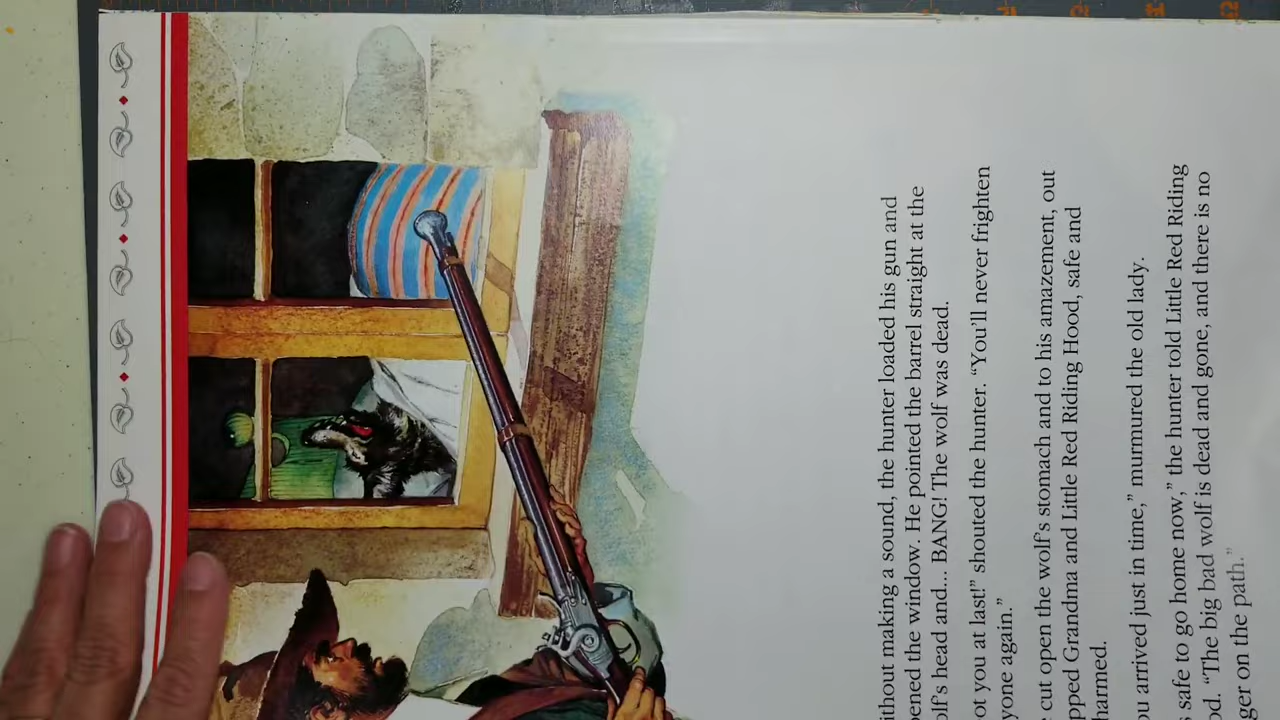 ithout making a sound, the hunter loaded his gun and
pened the window. He pointed the barrel straight at the
olf's head and... BANG! The wolf was dead.
ot you at last!” shouted the hunter. “You'll never frighten
yone again.”
cut open the wolf's stomach and to his amazement, out
pped Grandma and Little Red Riding Hood, safe and
harmed.
ou arrived just in time,” murmured the old lady.
safe to go home now,” the hunter told Little Red Riding
od. “The big bad wolf is dead and gone, and there is no
ger on the path.”